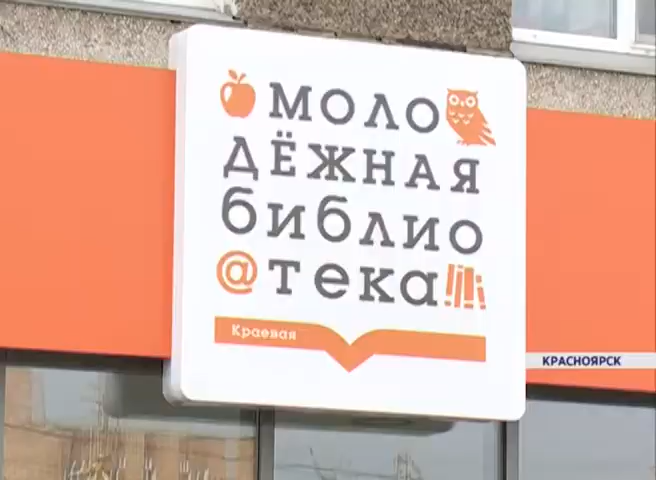 моло
дёжная
библио
@тека
Краевая
КРАСНОЯРСК